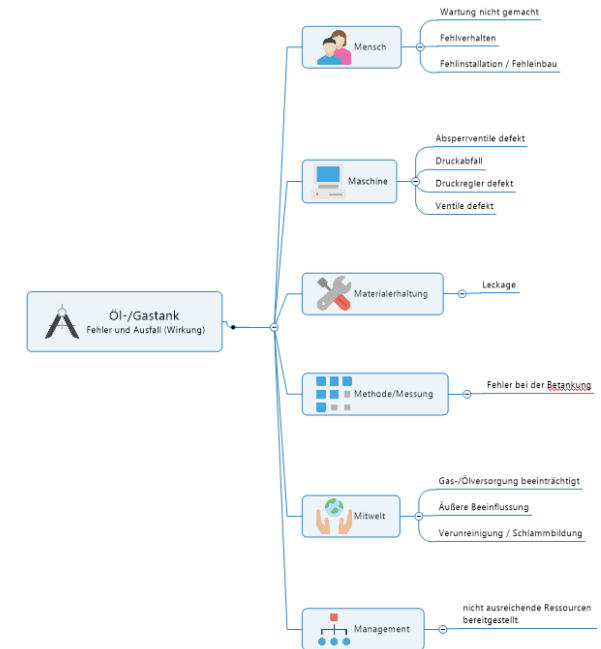 Wartung nicht gemacht
Mensch
Fehlverhalten
Fehlinstallation / Fehleinbau
Absperrventile defekt
Druckabfall
Maschine
Druckregler defekt
Ventile defekt
Leckage
Materialerhaltung
Öl-/Gastank
Fehler und Ausfall (Wirkung)
Fehler bei der Betankung
Methode/Messung
Gas-/Ölversorgung beeinträchtigt
Äußere Beeinflussung
Mitwelt
Verunreinigung / Schlammbildung
nicht ausreichende Ressourcen
bereitgestellt
Management